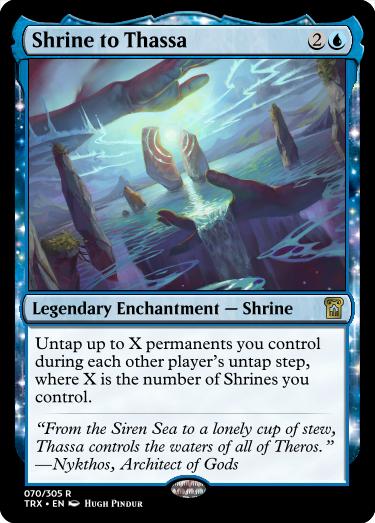 Shrine to Thassa 2
Legendary Enchantment — Shrine
Untap up to X permanents you control
during each other player's untap step,
where X is the number of Shrines you
control.
“From the Siren Sea to a lonely cup of stew,
Thassa controls the waters of all of Theros.”
—Nykthos, Architect of Gods
070/305 R
TRX • EN Hugh Pindur